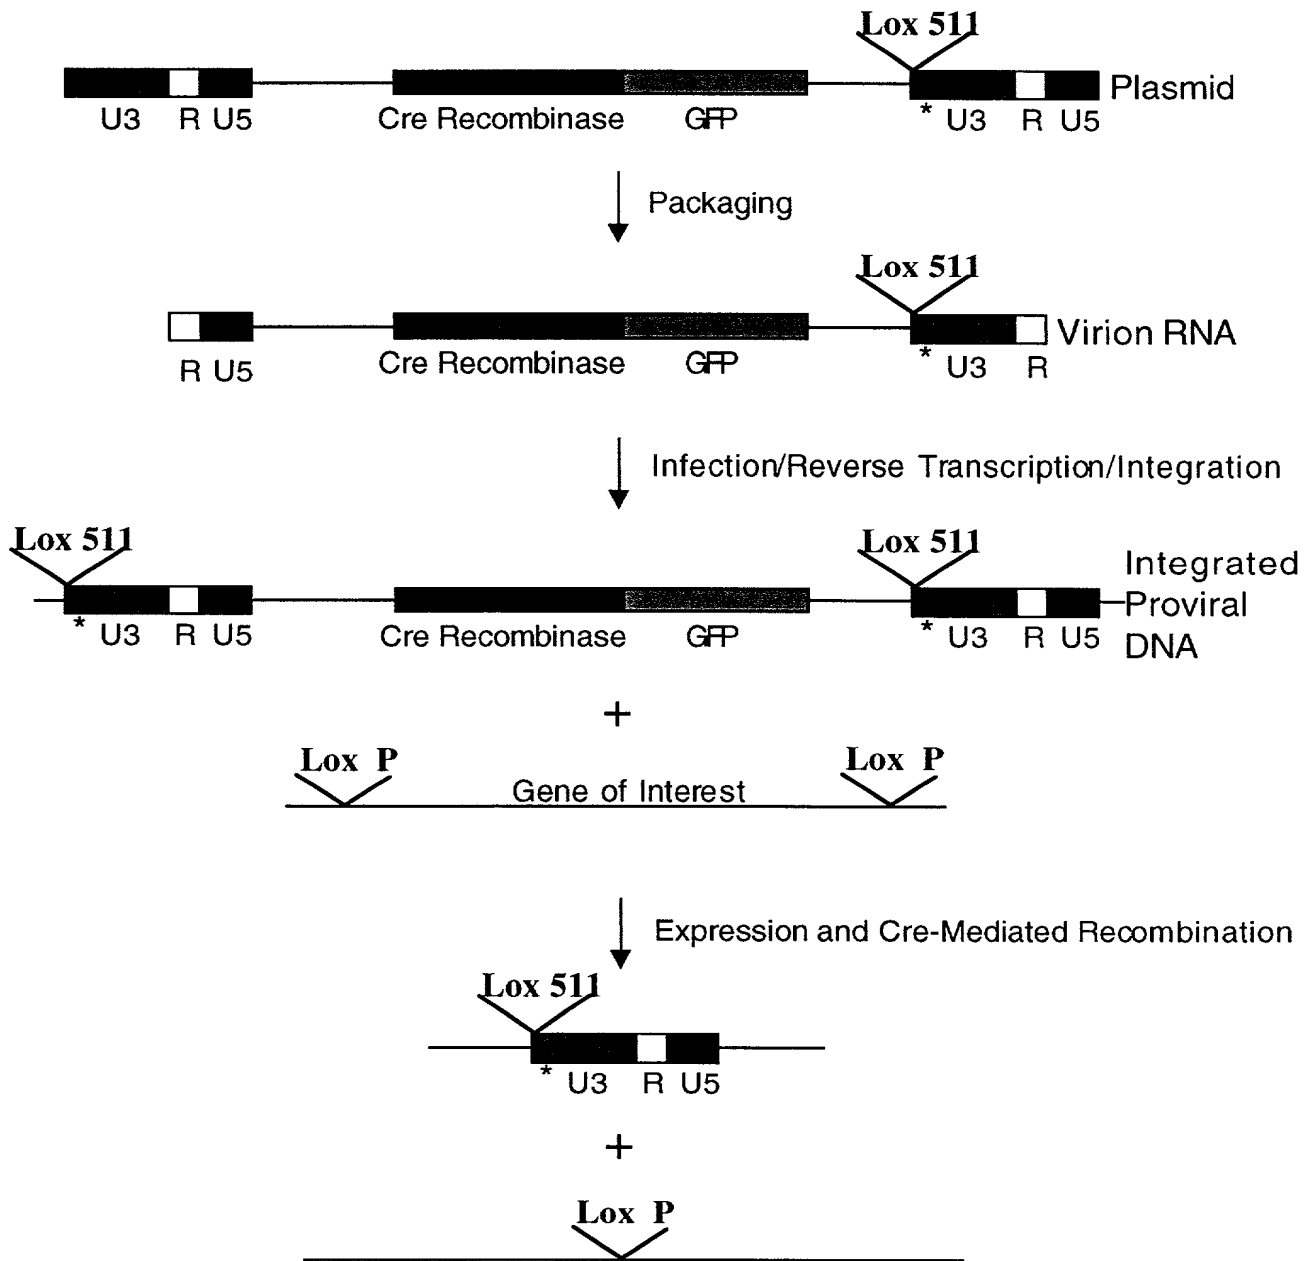 Lox 511
Plasmid
U3 R U5 Cre Recombinase GFP * U3 R U5
Packaging
Lox 511
Virion RNA
R U5 Cre Recombinase GFP * U3 R
Infection/Reverse Transcription/Integration
Lox 511 Lox 511
Integrated
Proviral
DNA
* U3 R U5 Cre Recombinase GFP * U3 R U5
+
Lox P Lox P
Gene of Interest
Expression and Cre-Mediated Recombination
Lox 511
* U3 R U5
+
Lox P